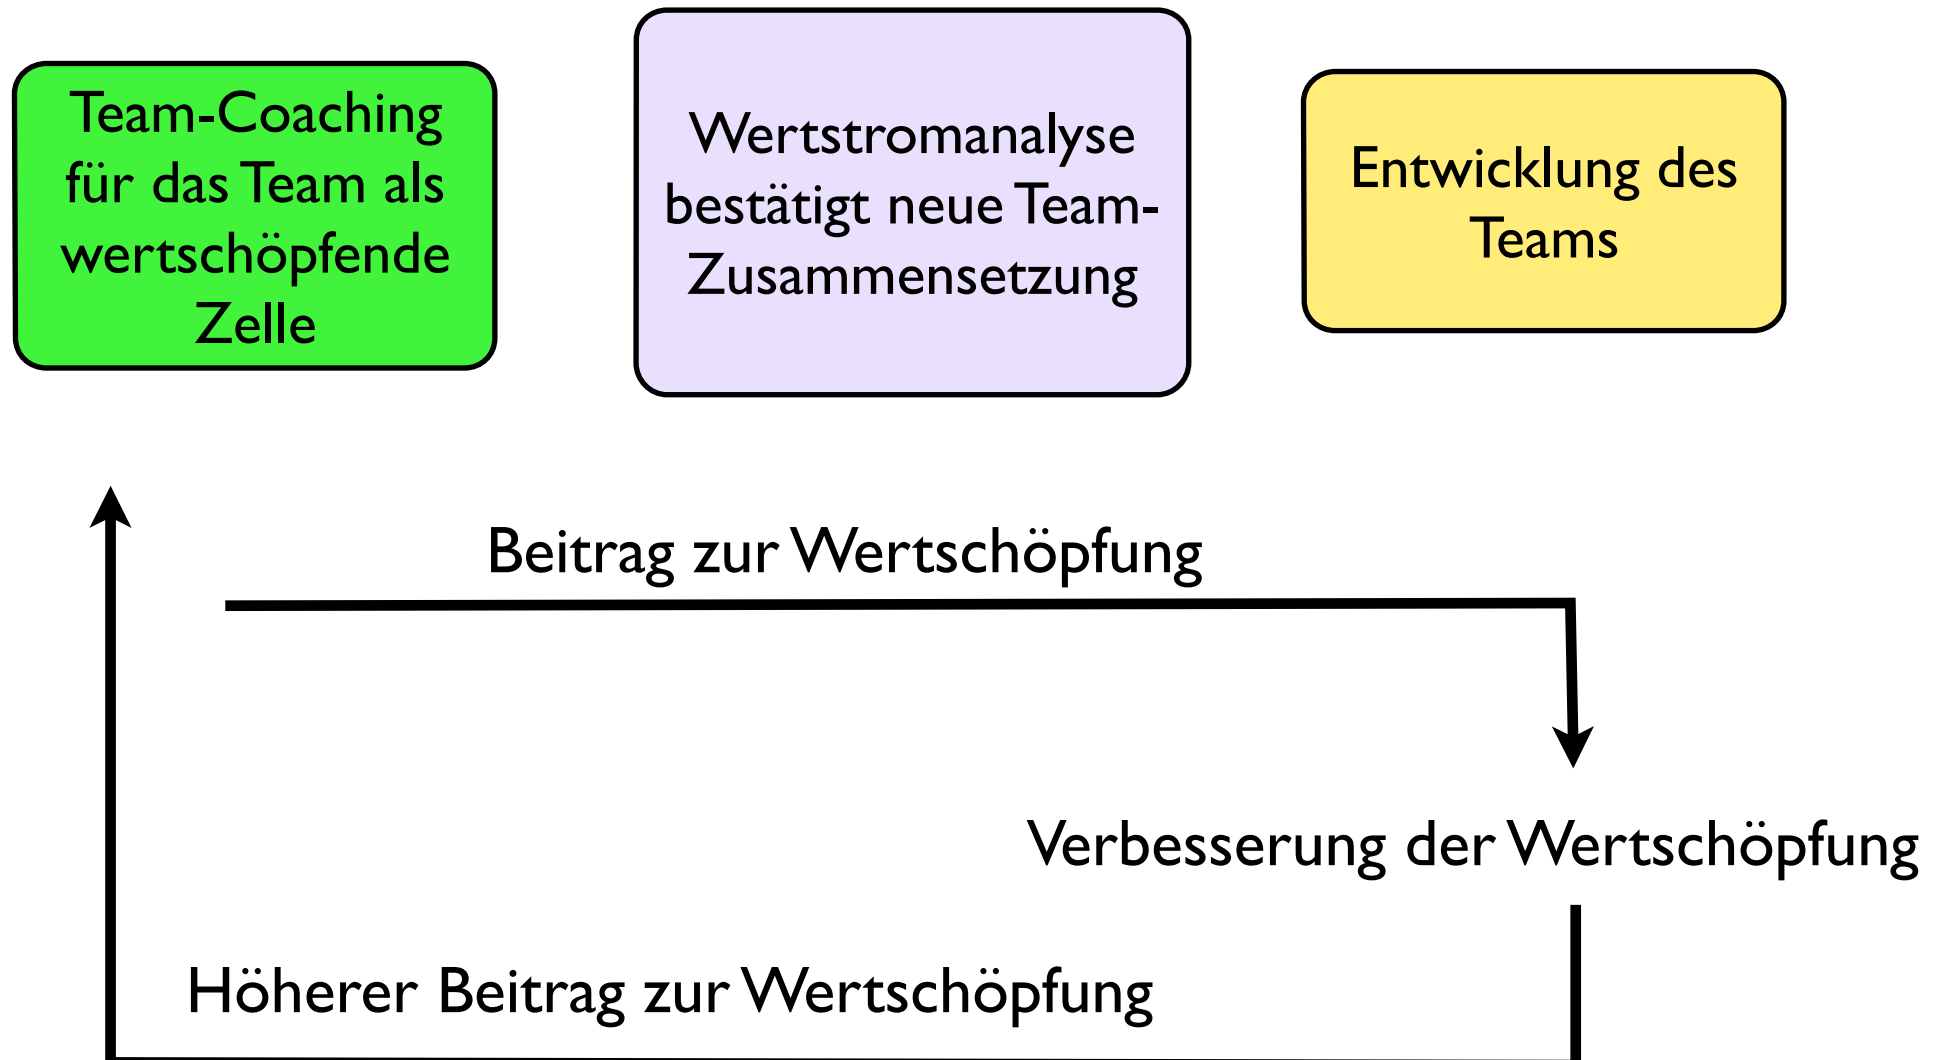 Team-Coaching
für das Team als
wertschöpfende
Zelle
Wertstromanalyse
bestätigt neue Team-
Zusammensetzung
Entwicklung des
Teams
Beitrag zur Wertschöpfung
Verbesserung der Wertschöpfung
Höherer Beitrag zur Wertschöpfung